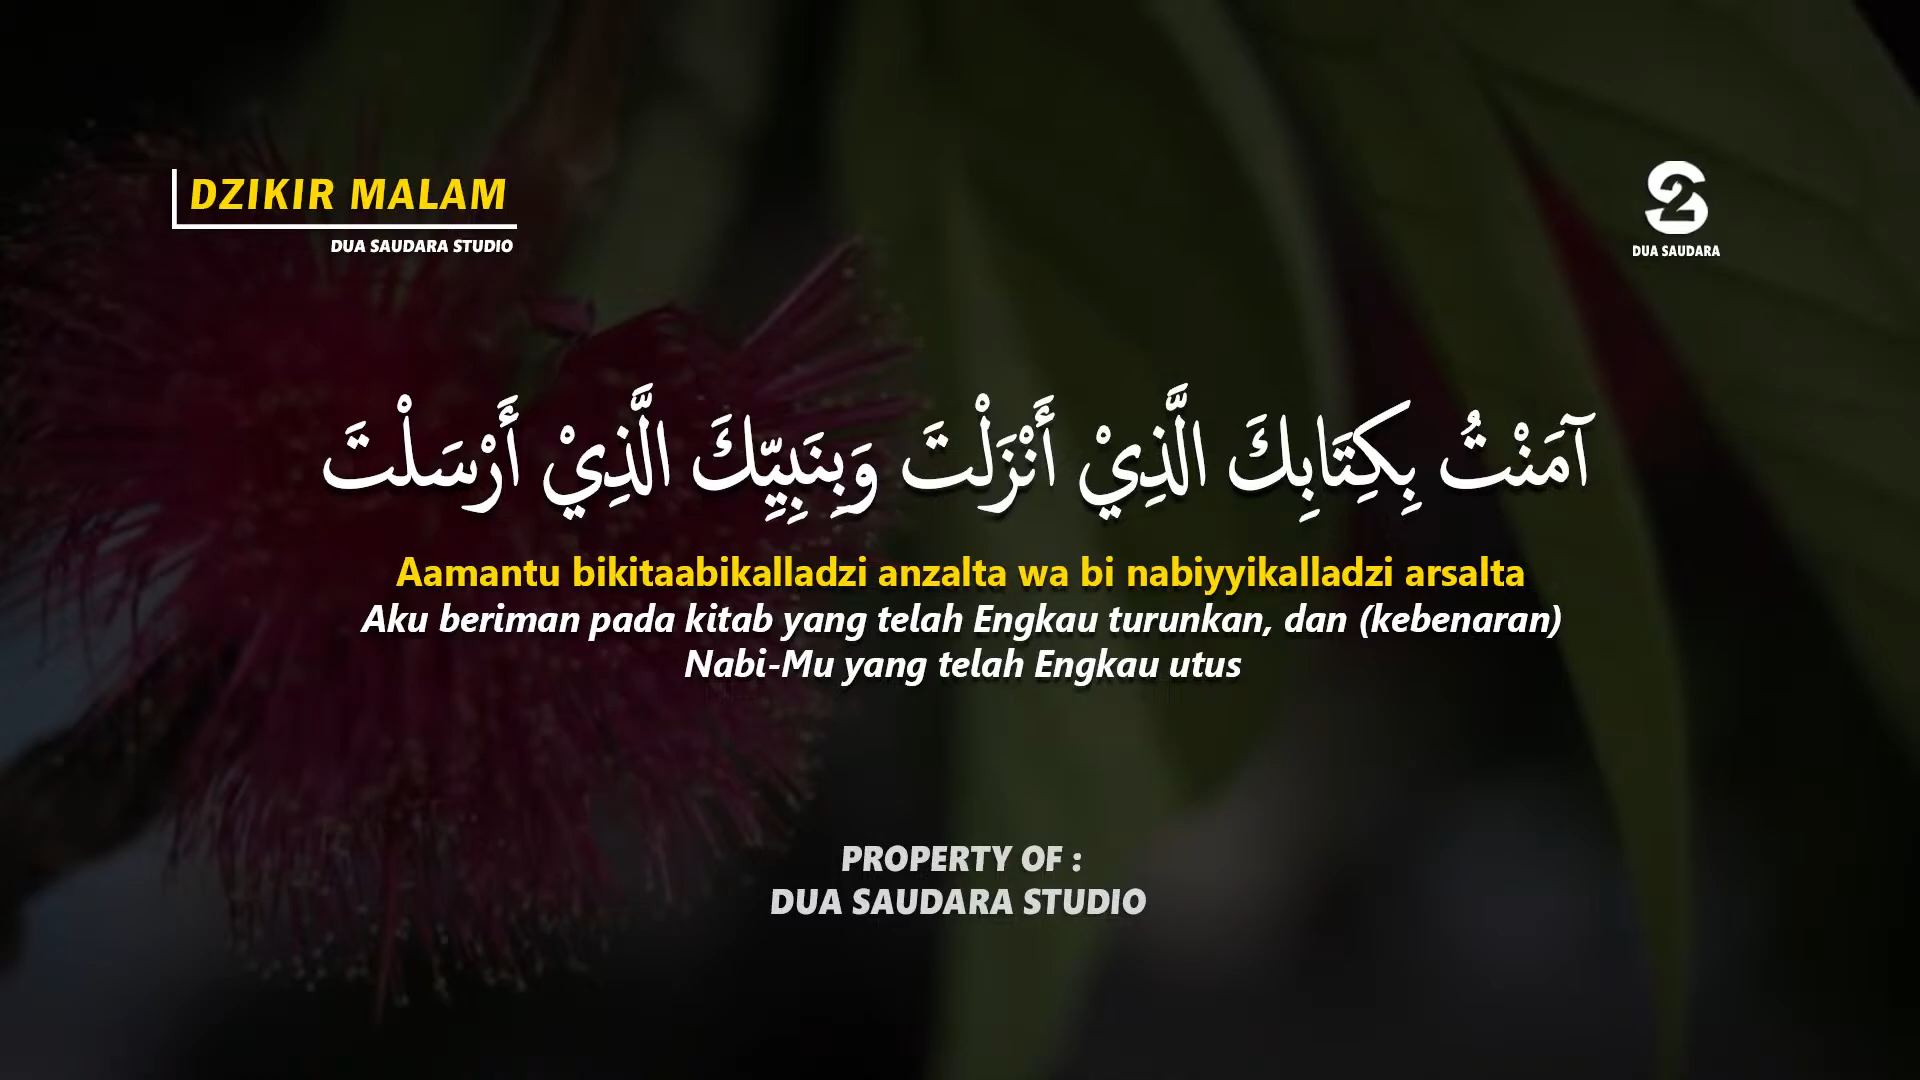 DZIKIR MALAM
DUA SAUDARA STUDIO
S2
DUA SAUDARA
آمَنْتُ بِكِتَابِكَ الَّذِيْ أَنْزَلْتَ وَبِنَبِيِّكَ الَّذِيْ أَرْسَلْتَ
Aamantu bikitaabikalladzi anzalta wa bi nabiyyikalladzi arsalta
Aku beriman pada kitab yang telah Engkau turunkan, dan (kebenaran)
Nabi-Mu yang telah Engkau utus
PROPERTY OF :
DUA SAUDARA STUDIO